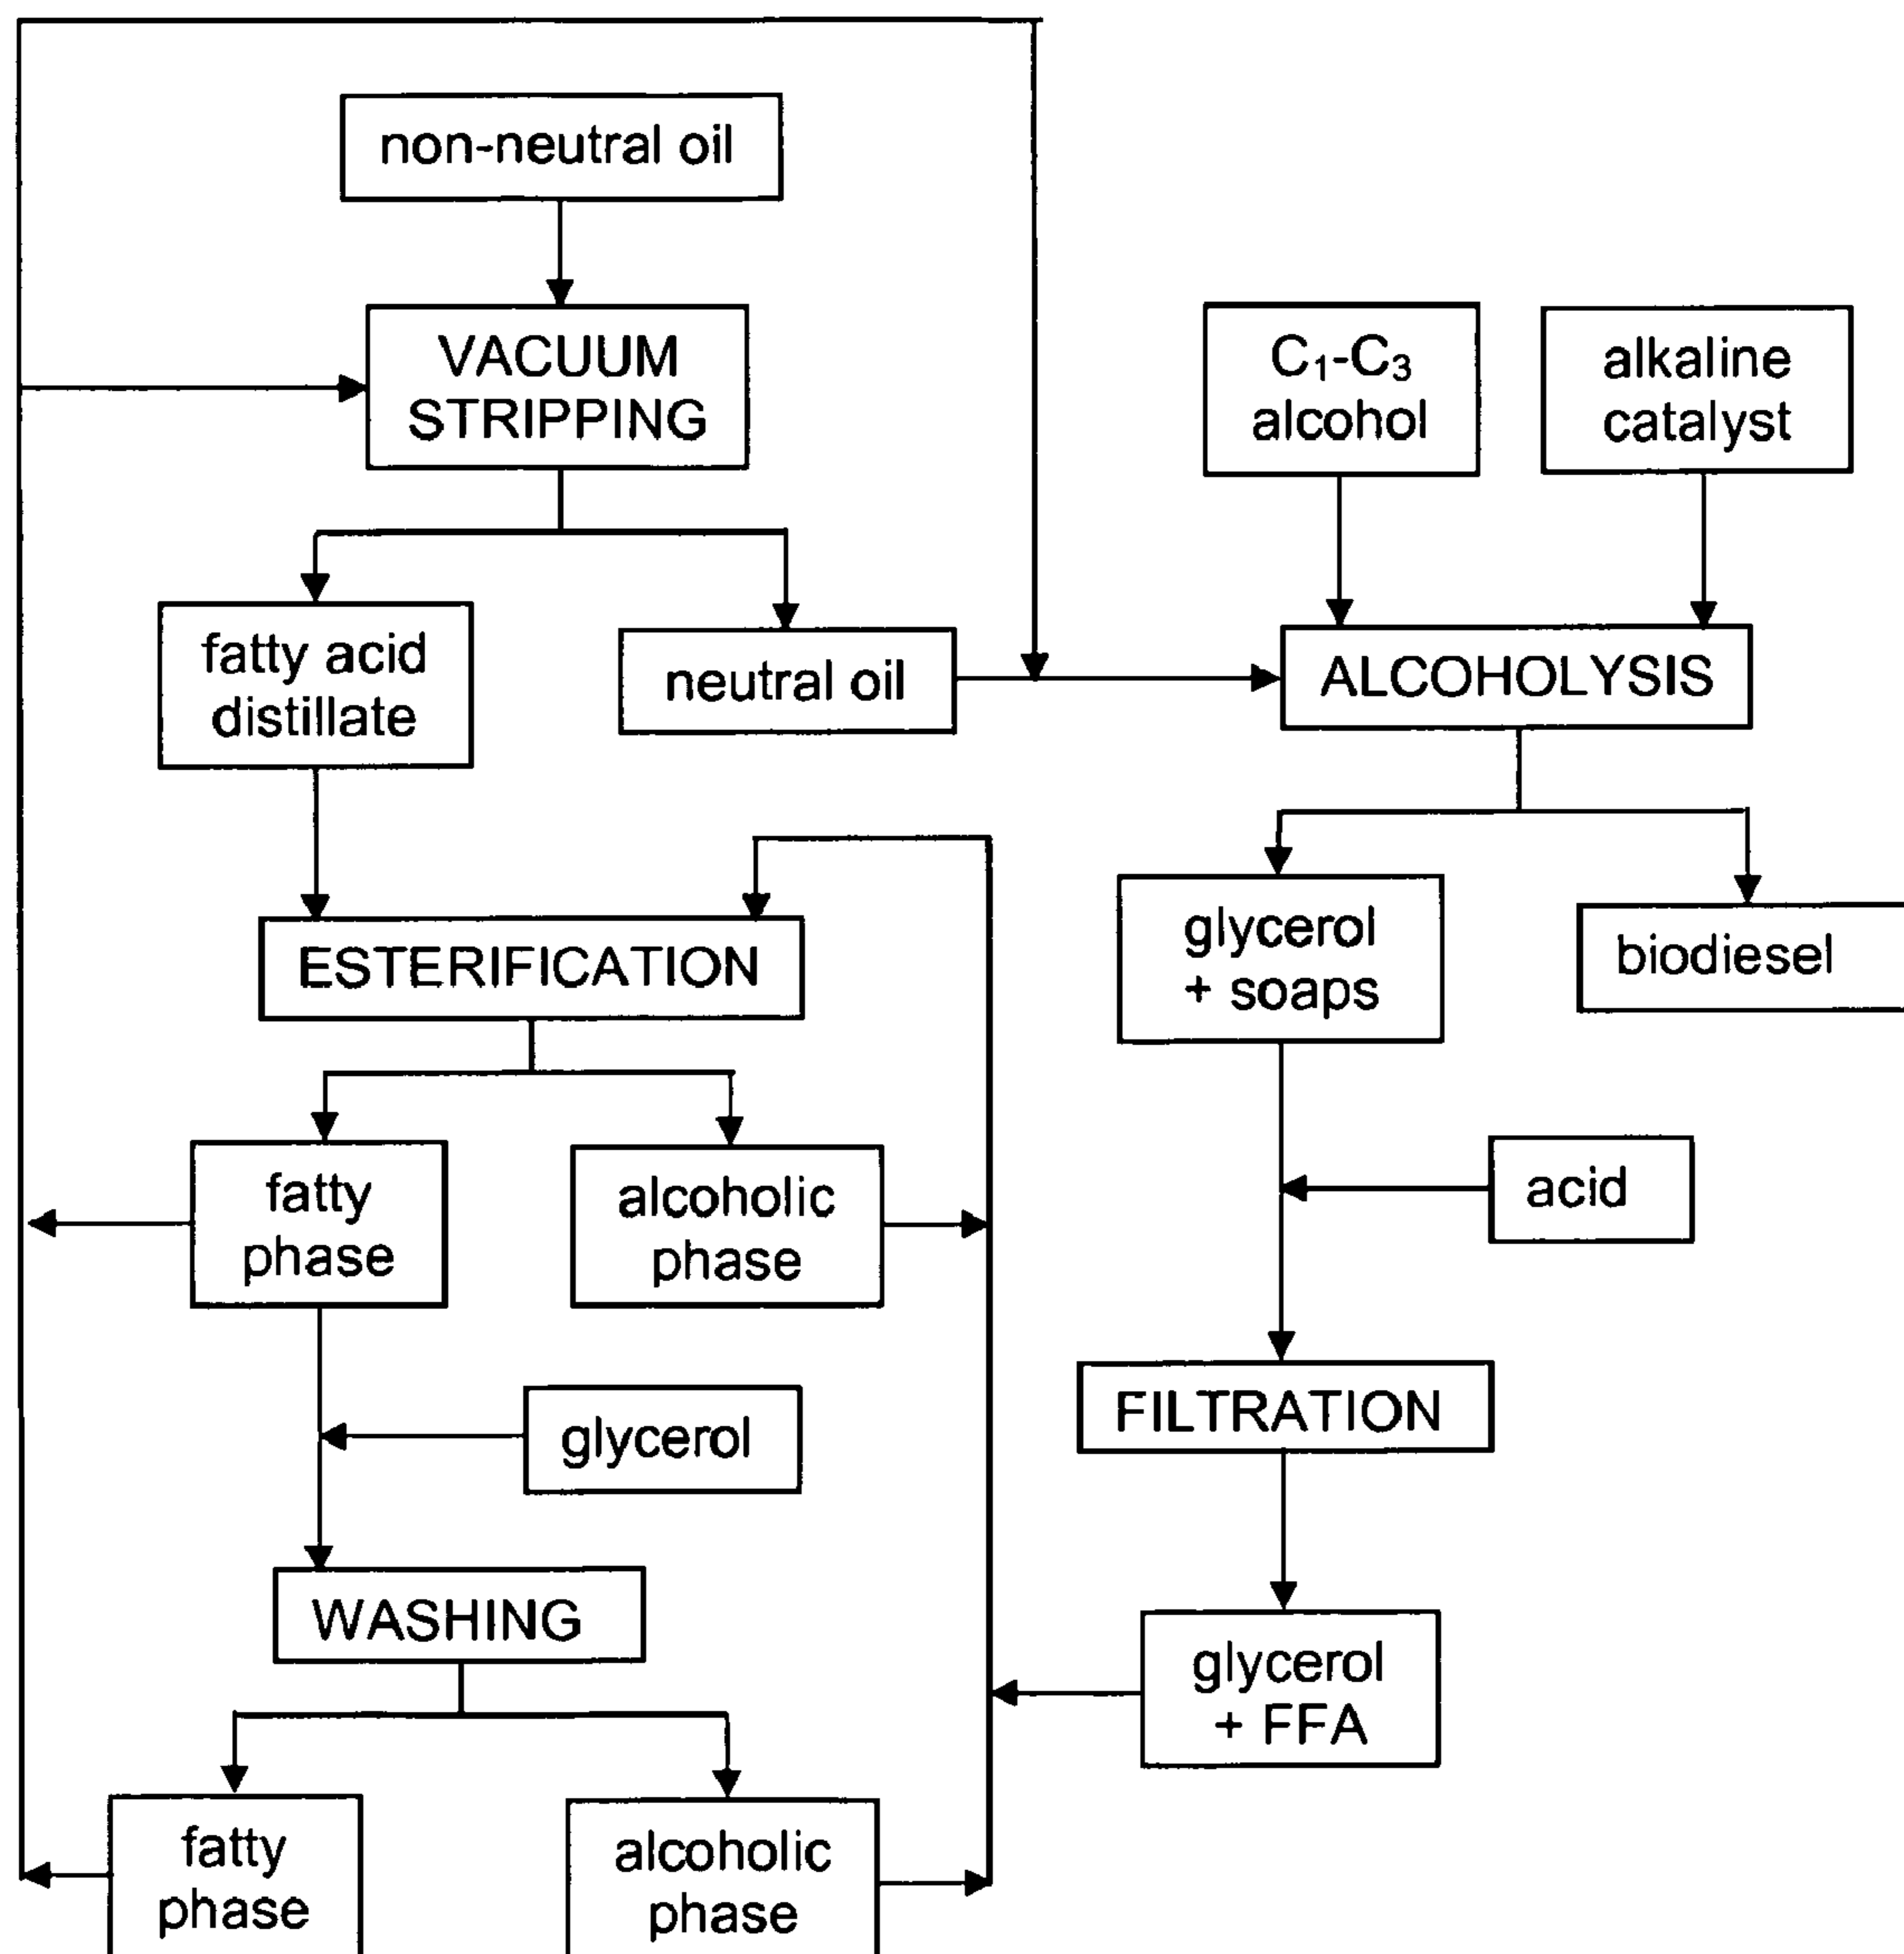 non-neutral oil
VACUUM
STRIPPING
C₁-C₃
alcohol
alkaline
catalyst
fatty acid
distillate
neutral oil
ALCOHOLYSIS
ESTERIFICATION
glycerol
+ soaps
biodiesel
fatty
phase
alcoholic
phase
acid
glycerol
FILTRATION
WASHING
glycerol
+ FFA
fatty
phase
alcoholic
phase